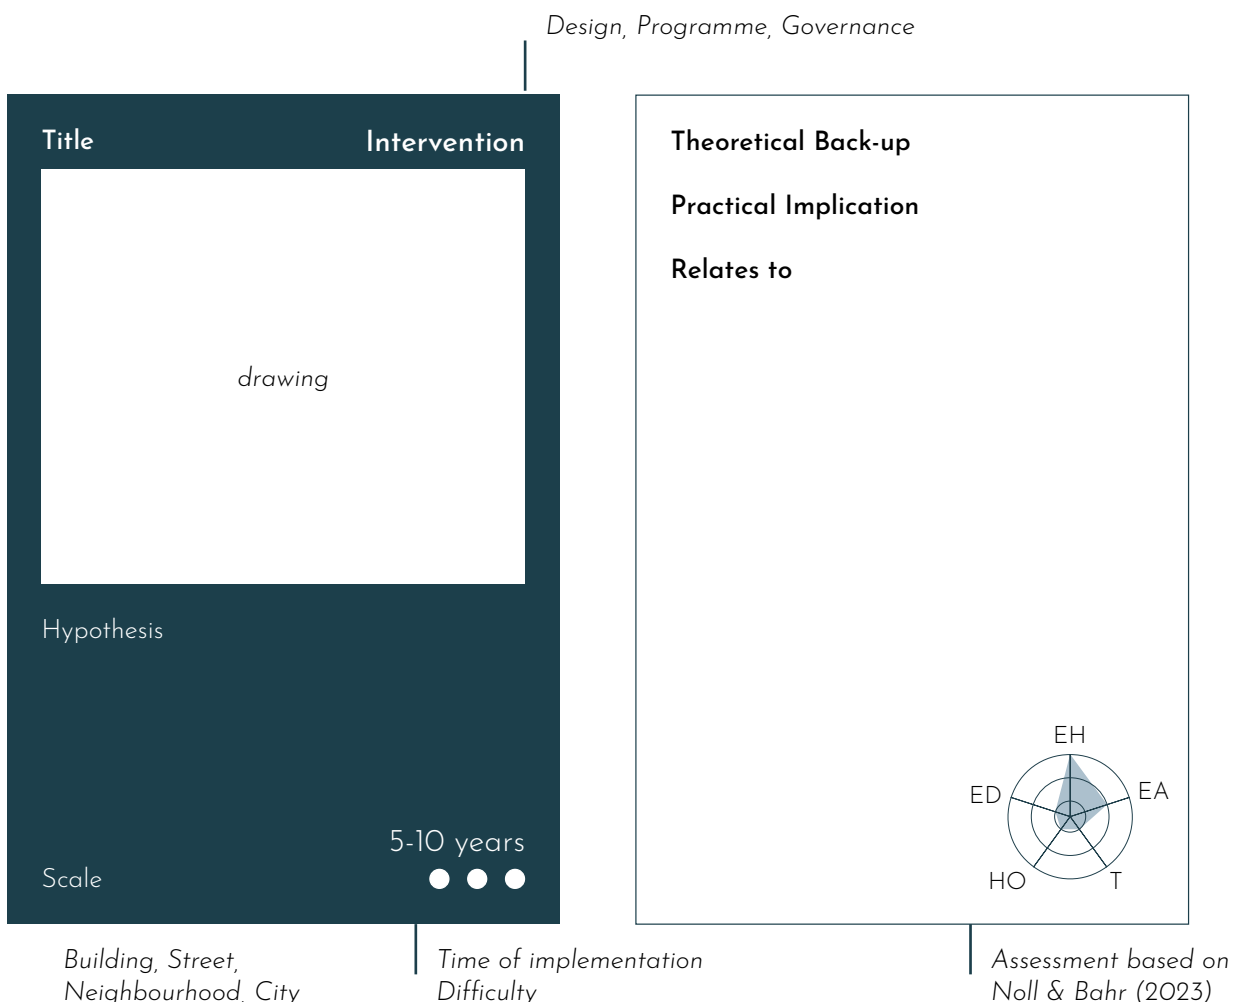 Design, Programme, Governance
Title
Intervention
drawing
Hypothesis
5-10 years
Scale
Building, Street,
Neighbourhood, City
Time of implementation
Difficulty
Theoretical Back-up
Practical Implication
Relates to
EH
ED
EA
HO
T
Assessment based on
Noll & Bahr (2023)